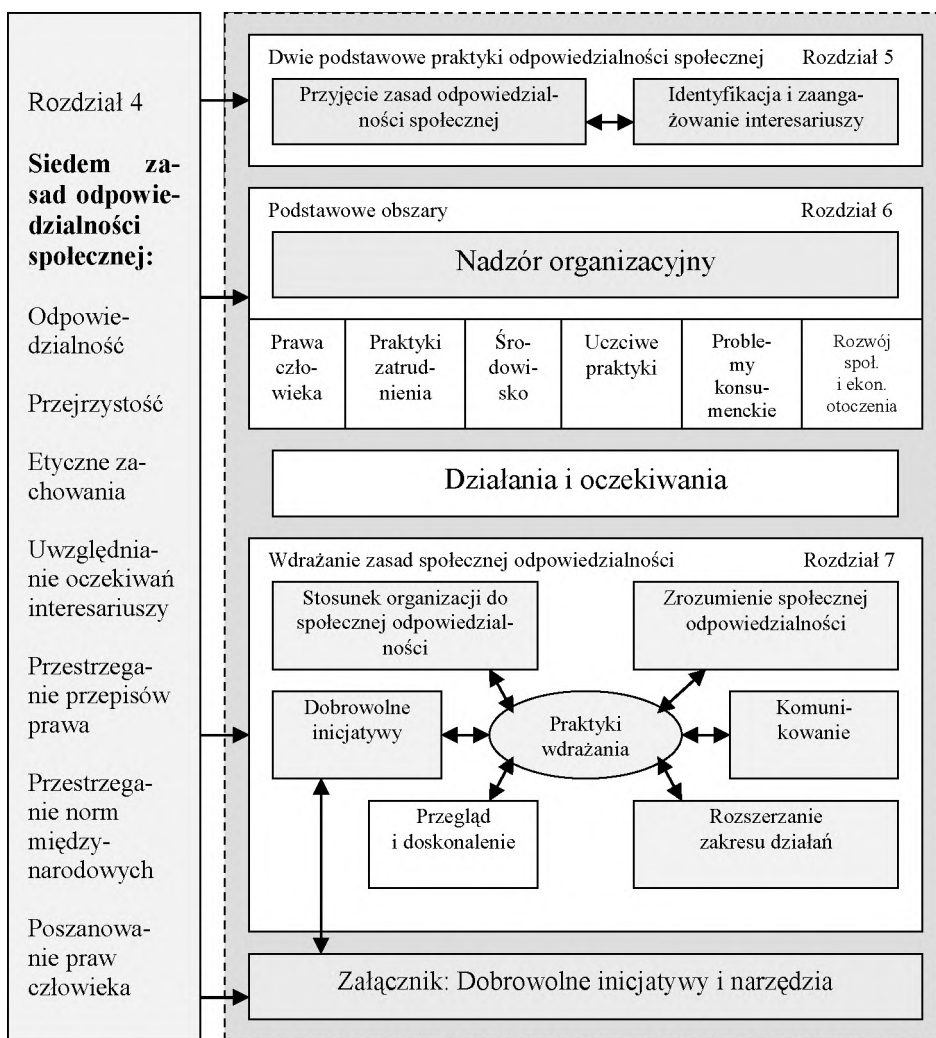 Rozdział 4
Siedem za-
sad odpowie-
dzialności
społecznej:
Odpowie-
dzialność
Przejrzystość
Etyczne za-
chowania
Uwzględnia-
nie oczekiwań
interesariuszy
Przestrzega-
nie przepisów
prawa
Przestrzega-
nie norm
między-
narodowych
Poszanowa-
nie praw
człowieka
Dwie podstawowe praktyki odpowiedzialności społecznej Rozdział 5
Przyjęcie zasad odpowiedzial-
ności społecznej
Identyfikacja i zaanga-
żowanie interesariuszy
Podstawowe obszary Rozdział 6
Nadzór organizacyjny
Prawa
czło-
wieka
Praktyki
zatrud-
nienia
Śro-
dowi-
sko
Uczciwe
praktyki
Proble-
my
konsu-
menckie
Rozwój
społ.
i ekon.
otoczenia
Działania i oczekiwania
Wdrażanie zasad społecznej odpowiedzialności Rozdział 7
Stosunek organizacji do
społecznej odpowiedzial-
ności
Zrozumienie społecznej
odpowiedzialności
Dobrowolne
inicjatywy
Praktyki
wdrażania
Komuni-
kowanie
Przegląd
i doskonalenie
Rozszerzanie
zakresu działań
Załącznik: Dobrowolne inicjatywy i narzędzia